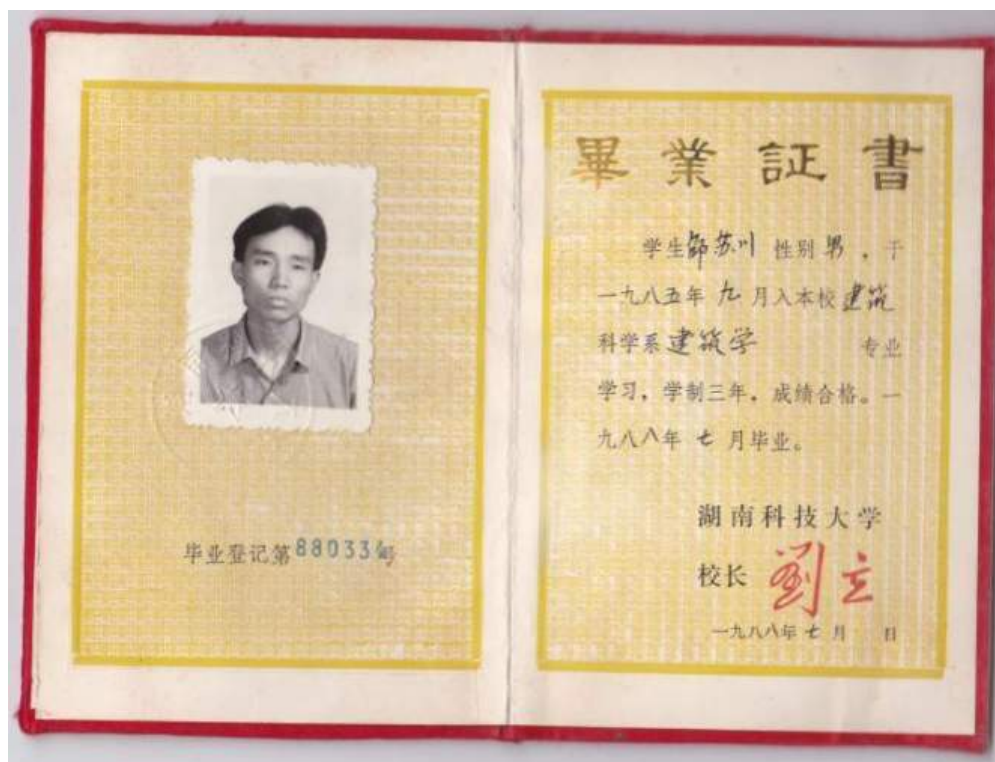 毕业登记第880334号
畢業証書
学生邹苏川 性别男，于
一九八五年 九 月入本校建筑
科学系建筑学 专业
学习，学制三年，成绩合格。一
九八八年 七 月毕业。
湖南科技大学
校长 劉立
一九八八年 七 月 日